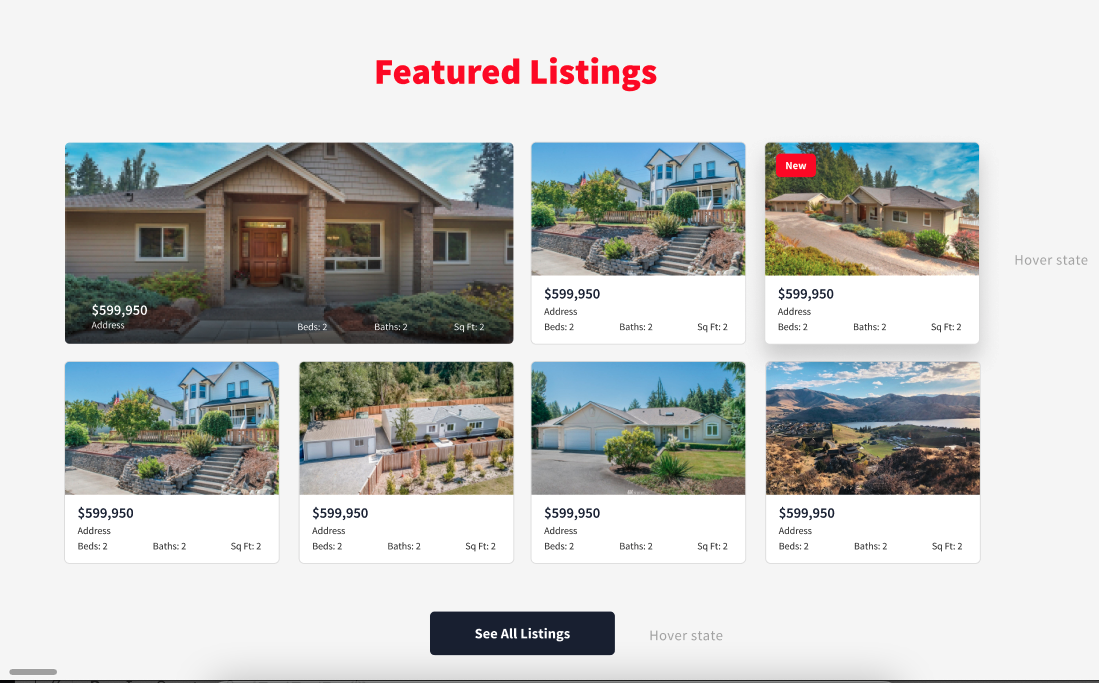 Featured Listings
$599,950
Address
Beds: 2 Baths: 2 Sq Ft: 2
$599,950
Address
Beds: 2 Baths: 2 Sq Ft: 2
New
$599,950
Address
Beds: 2 Baths: 2 Sq Ft: 2
Hover state
$599,950
Address
Beds: 2 Baths: 2 Sq Ft: 2
$599,950
Address
Beds: 2 Baths: 2 Sq Ft: 2
$599,950
Address
Beds: 2 Baths: 2 Sq Ft: 2
$599,950
Address
Beds: 2 Baths: 2 Sq Ft: 2
See All Listings
Hover state